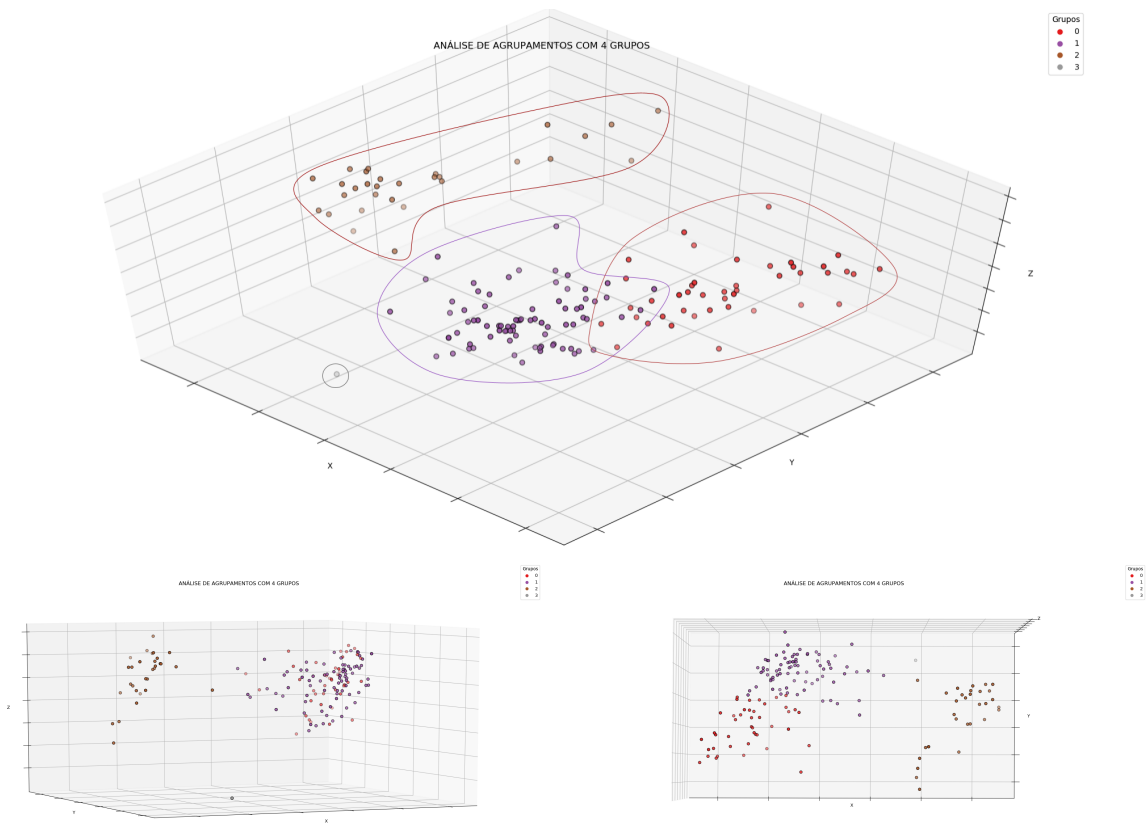 ANÁLISE DE AGRUPAMENTOS COM 4 GRUPOS
Grupos
0
1
2
3
Z
X
Y
ANÁLISE DE AGRUPAMENTOS COM 4 GRUPOS
Grupos
0
1
2
3
Z
Y
X
ANÁLISE DE AGRUPAMENTOS COM 4 GRUPOS
Grupos
0
1
2
3
Z
Y
X